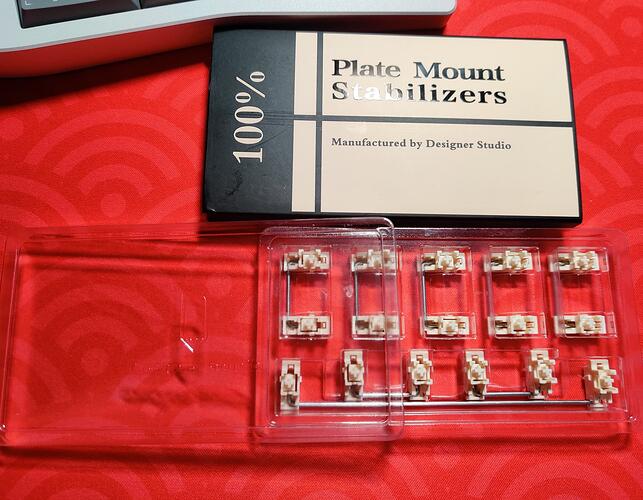 100%
Plate Mount
Stabilizers
Manufactured by Designer Studio